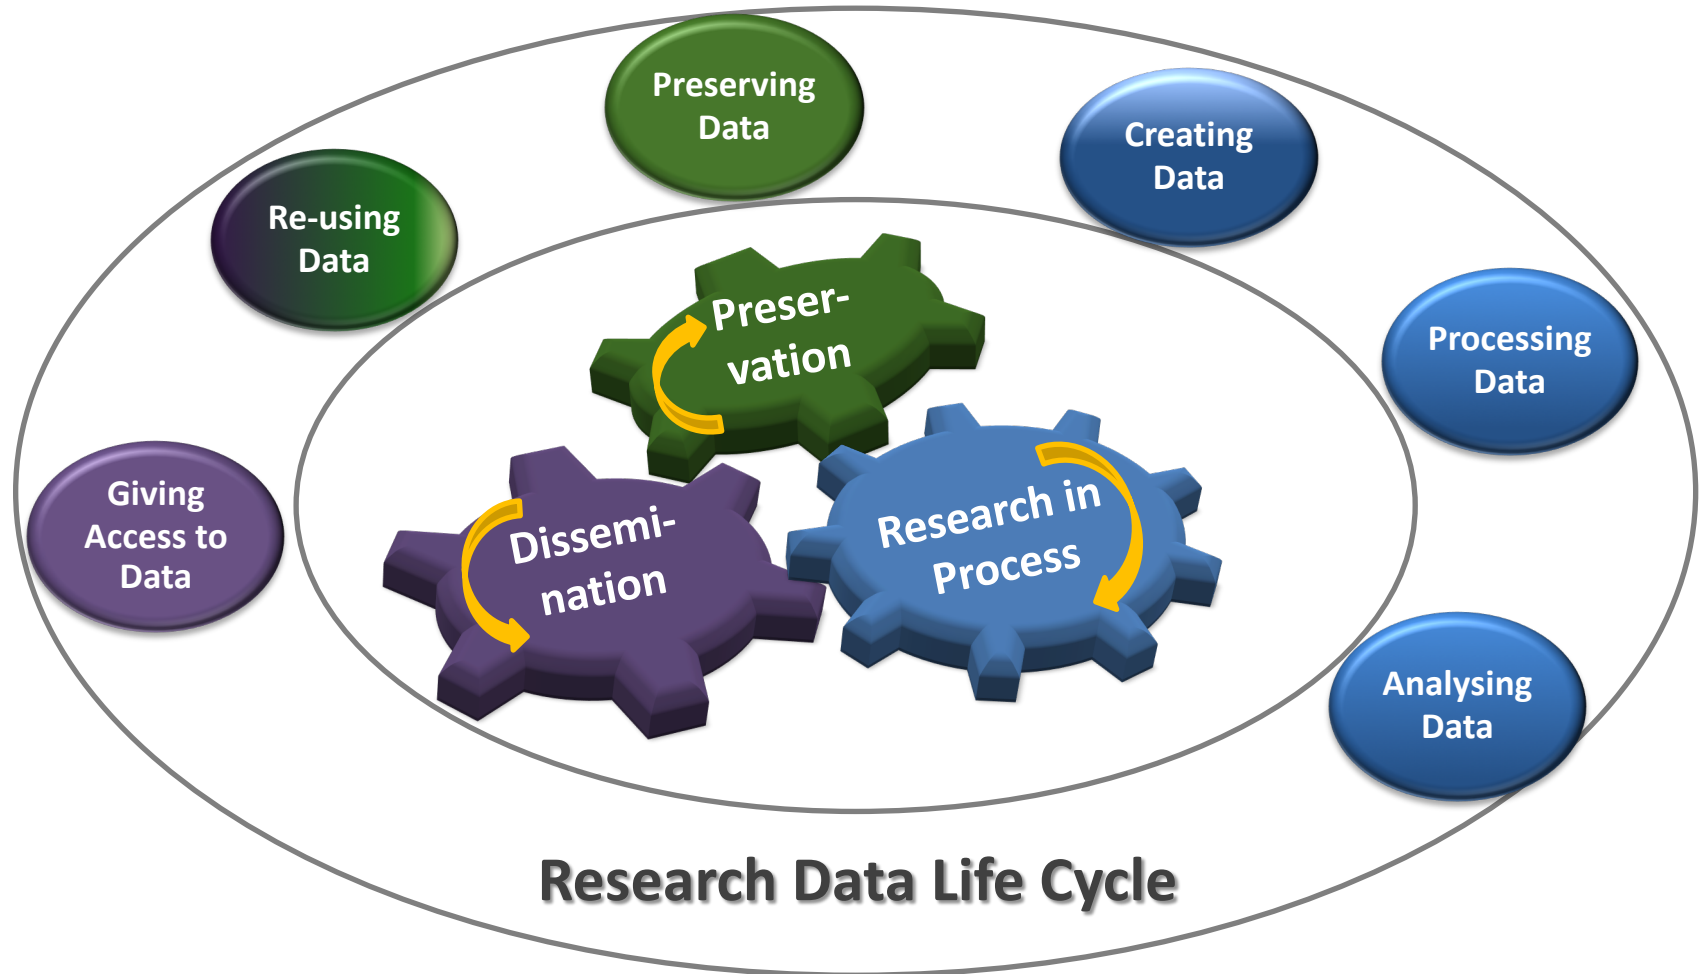 Preserving
Data
Creating
Data
Re-using
Data
Processing
Data
Giving
Access to
Data
Analysing
Data
Preser-
vation
Dissemi-
nation
Research in
Process
Research Data Life Cycle